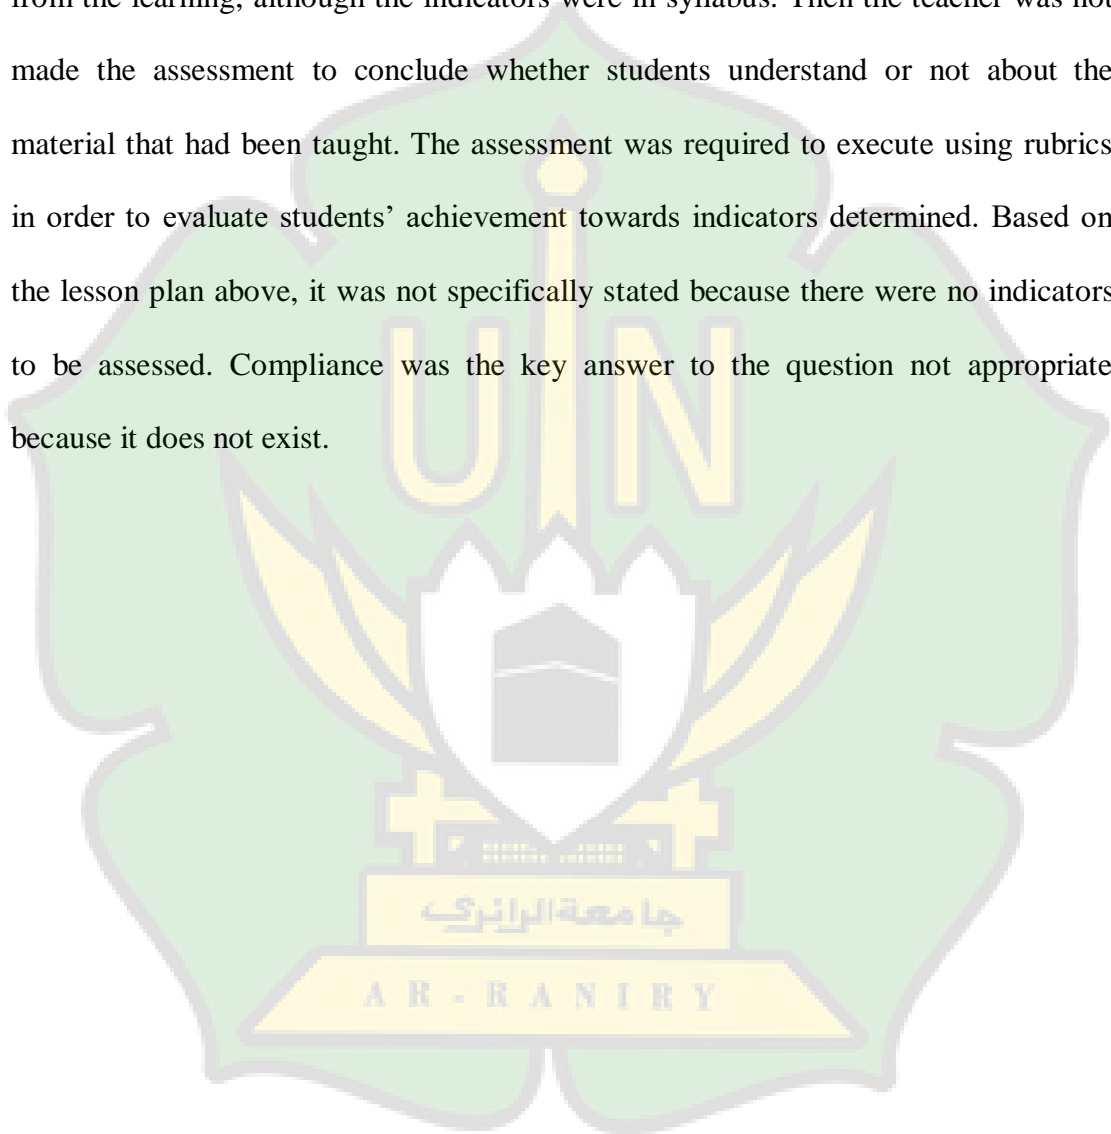 from the learning, although the indicators were in syllabus. Then the teacher was not
made the assessment to conclude whether students understand or not about the
material that had been taught. The assessment was required to execute using rubrics
in order to evaluate students’ achievement towards indicators determined. Based on
the lesson plan above, it was not specifically stated because there were no indicators
to be assessed. Compliance was the key answer to the question not appropriate
because it does not exist.
UIN
جامعة الرانري
AR-RANIRY